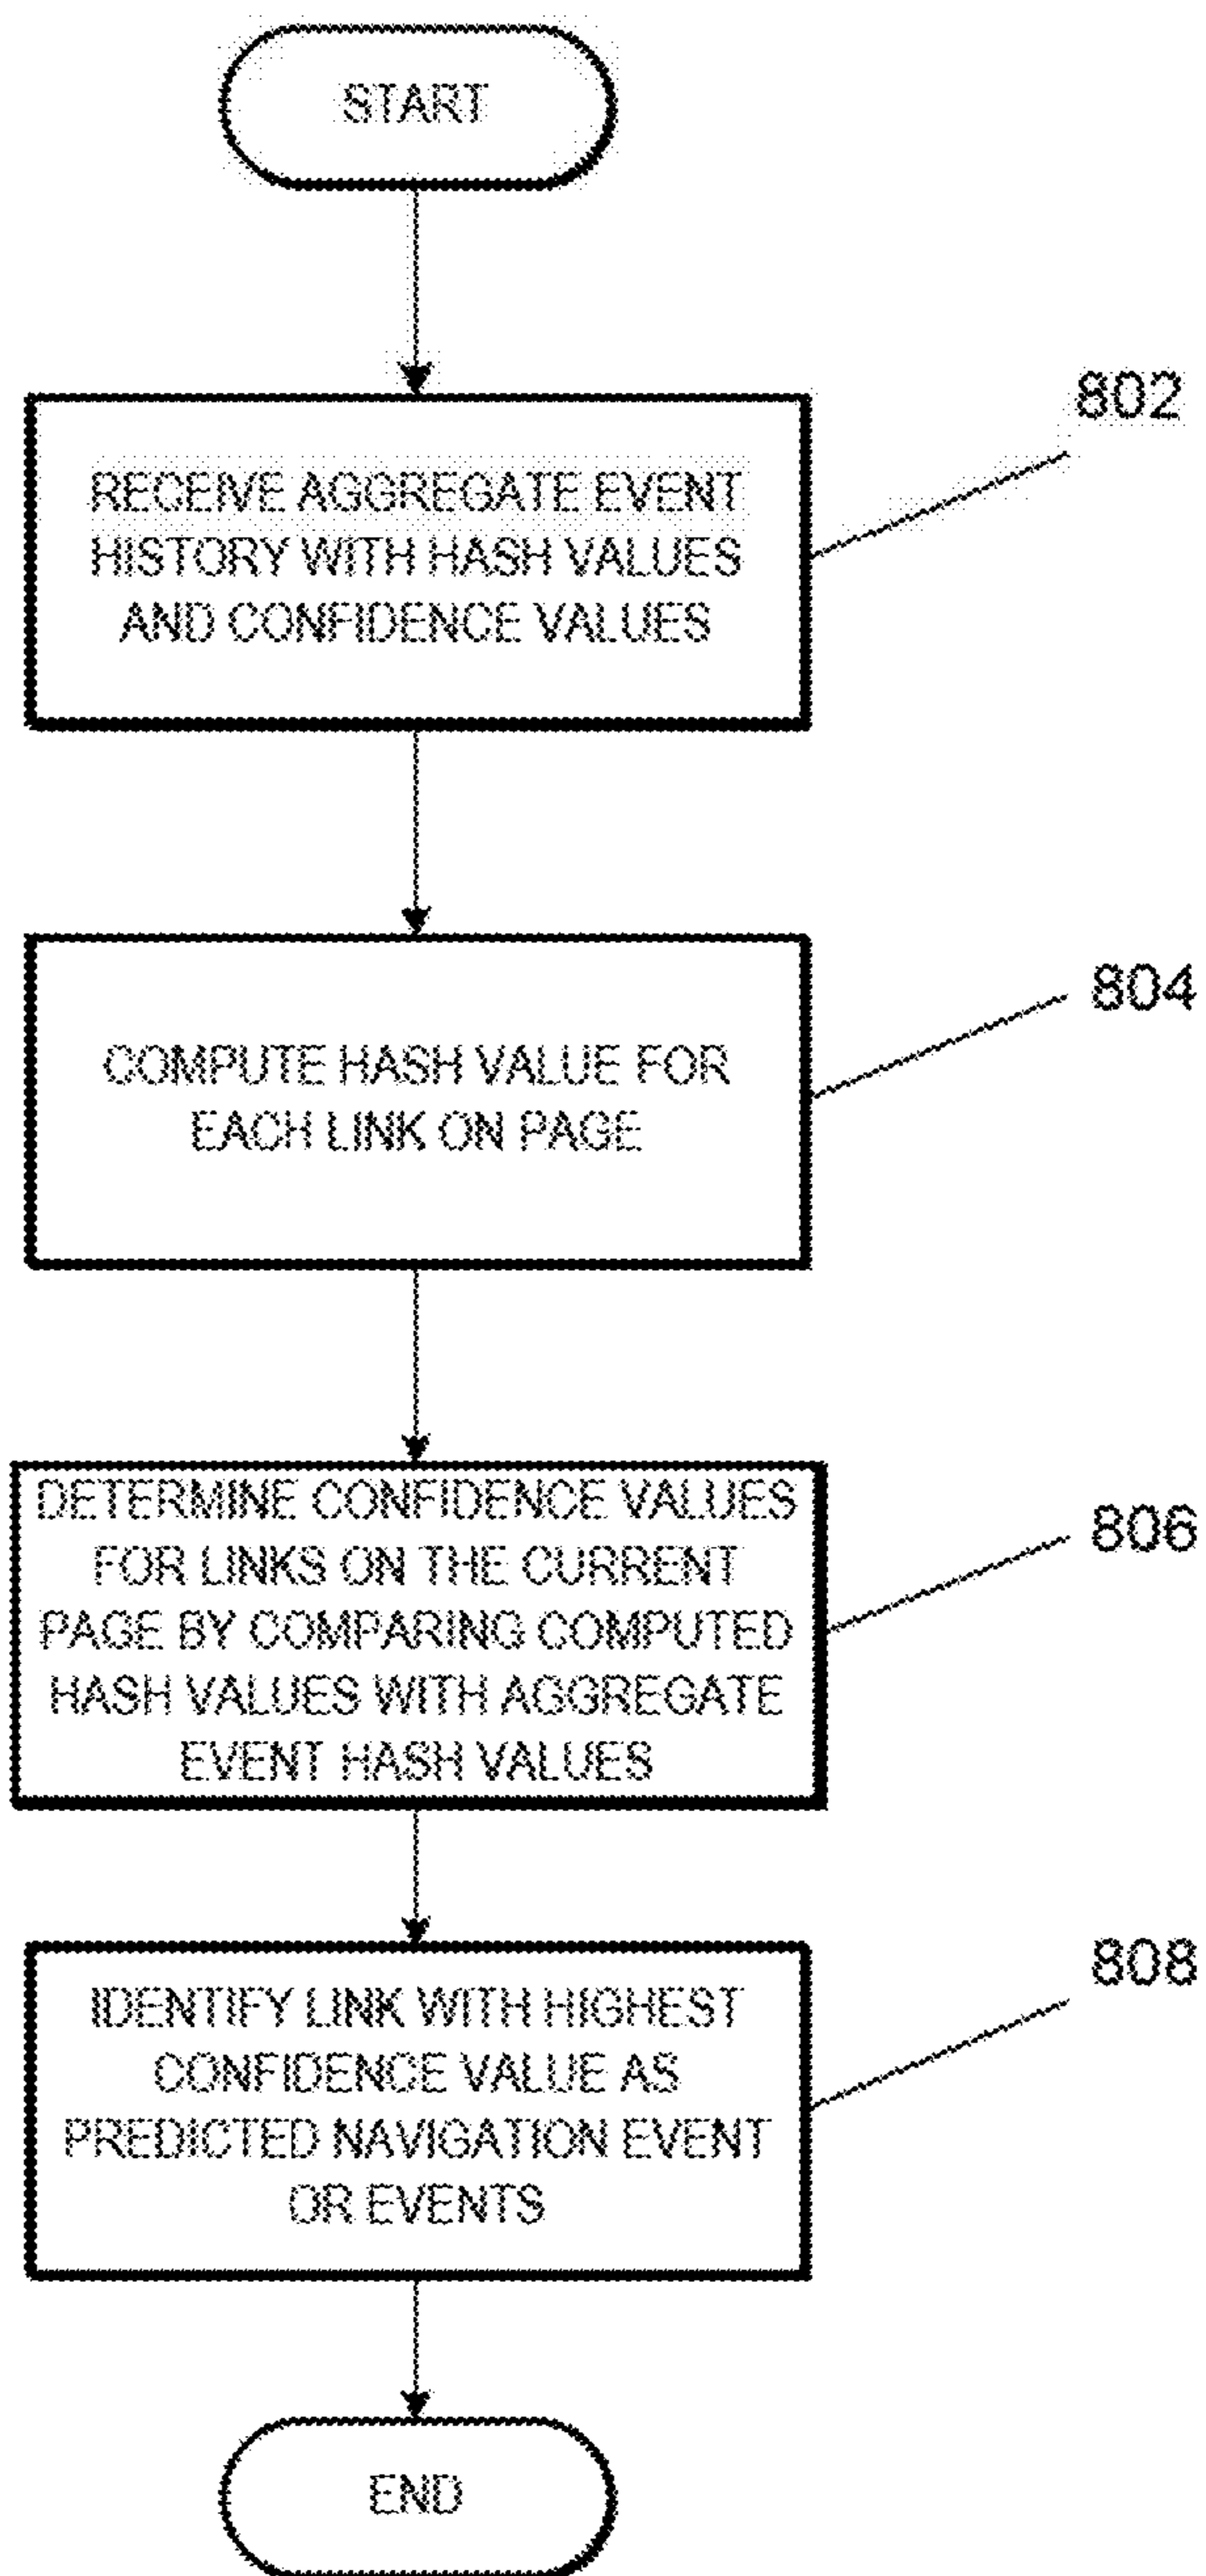 START
802
RECEIVE AGGREGATE EVENT
HISTORY WITH HASH VALUES
AND CONFIDENCE VALUES
804
COMPUTE HASH VALUE FOR
EACH LINK ON PAGE
806
DETERMINE CONFIDENCE VALUES
FOR LINKS ON THE CURRENT
PAGE BY COMPARING COMPUTED
HASH VALUES WITH AGGREGATE
EVENT HASH VALUES
808
IDENTIFY LINK WITH HIGHEST
CONFIDENCE VALUE AS
PREDICTED NAVIGATION EVENT
OR EVENTS
END